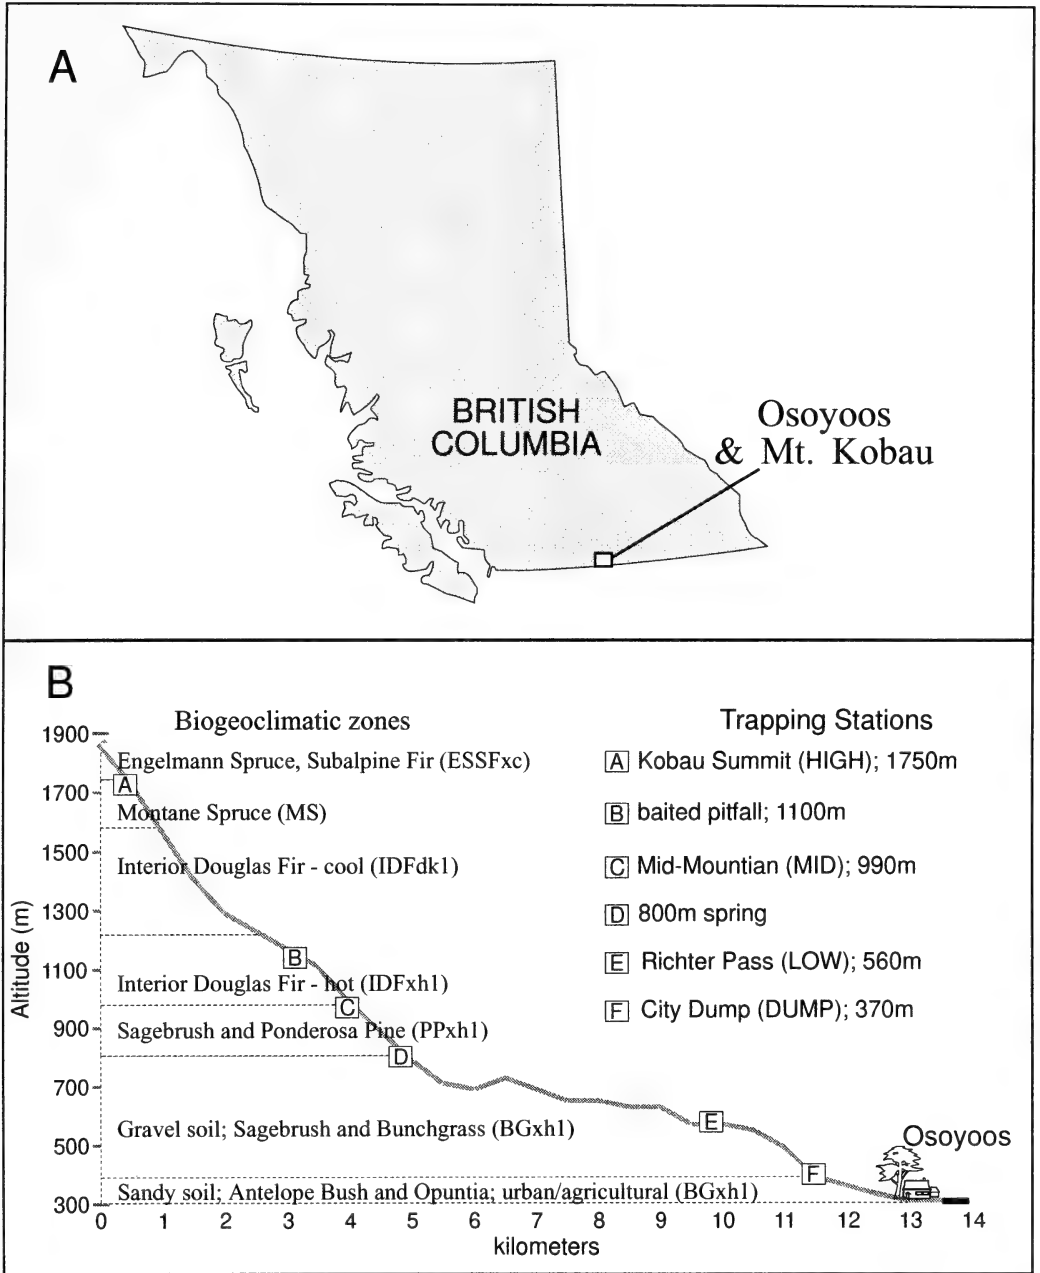 A
BRITISH
COLUMBIA
Osoyoos
& Mt. Kobau
B
Biogeoclimatic zones
Trapping Stations
1900
Engelmann Spruce, Subalpine Fir (ESSFxc)
A Kobau Summit (HIGH); 1750m
A
1700
Montane Spruce (MS)
B baited pitfall; 1100m
1500
Interior Douglas Fir - cool (IDFdk1)
C Mid-Mountian (MID); 990m
1300
D 800m spring
B
1100
Interior Douglas Fir - hot (IDFxh1)
E Richter Pass (LOW); 560m
C
F City Dump (DUMP); 370m
900
Sagebrush and Ponderosa Pine (PPxh1)
D
700
Altitude (m)
E
Gravel soil; Sagebrush and Bunchgrass (BGxh1)
500
Osoyoos
F
Sandy soil; Antelope Bush and Opuntia; urban/agricultural (BGxh1)
300
0 1 2 3 4 5 6 7 8 9 10 11 12 13 14
kilometers